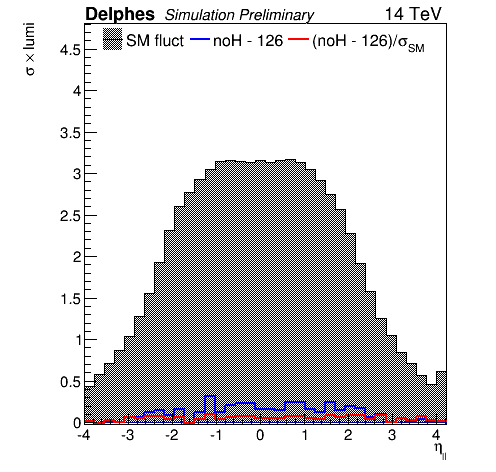 Delphes Simulation Preliminary 14 TeV
SM fluct noH - 126 (noH - 126)/σSM
σ × lumi
4.5
4
3.5
3
2.5
2
1.5
1
0.5
0
-4 -3 -2 -1 0 1 2 3 4
η||